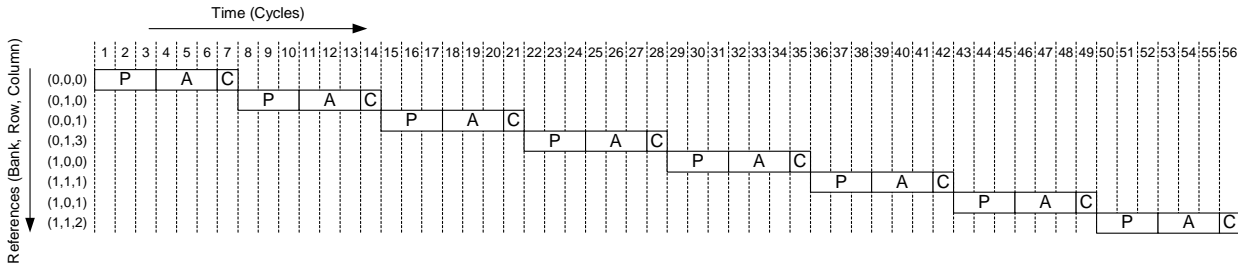 Time (Cycles)
References (Bank, Row, Column)
1 2 3 4 5 6 7 8 9 10 11 12 13 14 15 16 17 18 19 20 21 22 23 24 25 26 27 28 29 30 31 32 33 34 35 36 37 38 39 40 41 42 43 44 45 46 47 48 49 50 51 52 53 54 55 56
(0,0,0) P A C
(0,1,0) P A C
(0,0,1) P A C
(0,1,3) P A C
(1,0,0) P A C
(1,1,1) P A C
(1,0,1) P A C
(1,1,2) P A C